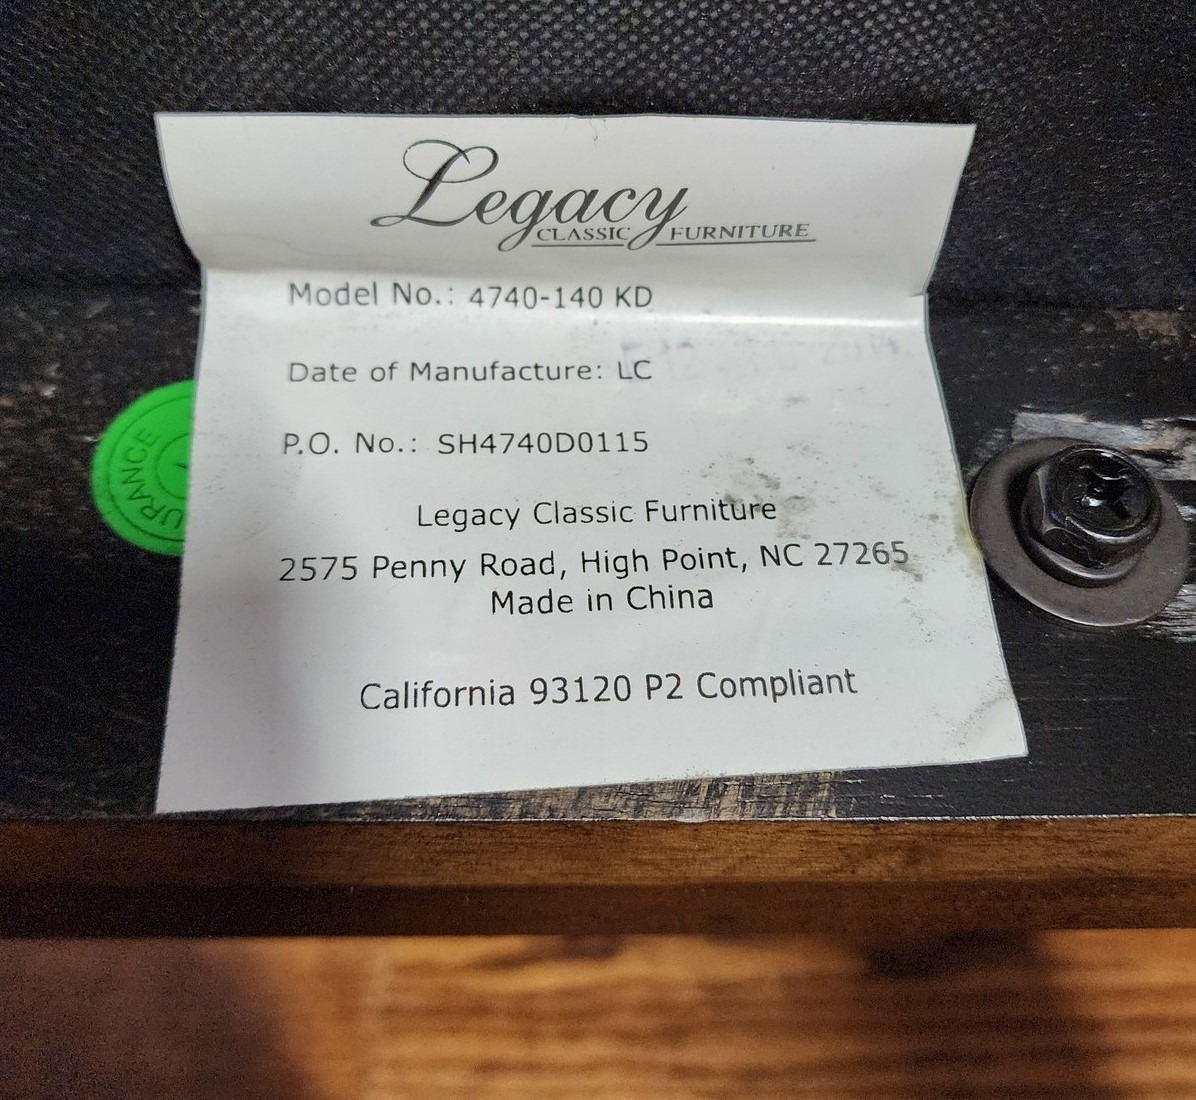 Legacy
CLASSIC FURNITURE
Model No.: 4740-140 KD
Date of Manufacture: LC
P.O. No.: SH4740D0115
Legacy Classic Furniture
2575 Penny Road, High Point, NC 27265
Made in China
California 93120 P2 Compliant
URANCE